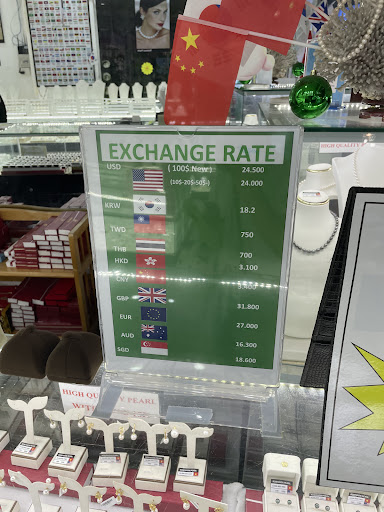 EXCHANGE RATE
USD (100$.New) 24.500
(10$-20$-50$-) 24.000
KRW 18.2
TWD 750
THB 700
HKD 3.100
CNY 3.400
GBP 31.800
EUR 27.000
AUD 16.300
SGD 18.600
HIGH QUALITY
HIGH